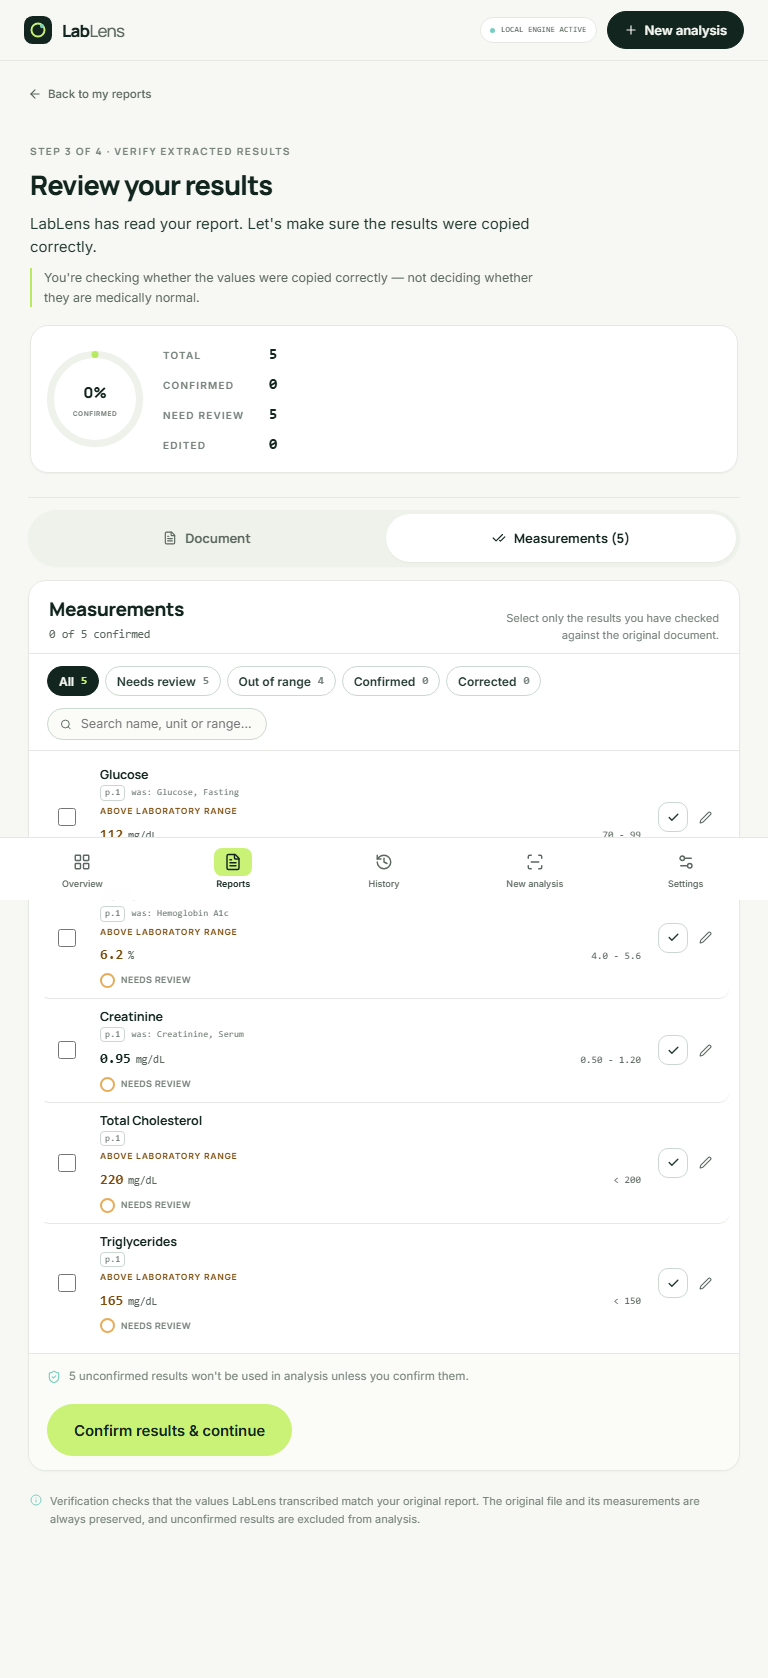 LabLens
LOCAL ENGINE ACTIVE
New analysis
Back to my reports
STEP 3 OF 4 · VERIFY EXTRACTED RESULTS
Review your results
LabLens has read your report. Let's make sure the results were copied
correctly.
You're checking whether the values were copied correctly — not deciding whether
they are medically normal.
0%
CONFIRMED
TOTAL 5
CONFIRMED 0
NEED REVIEW 5
EDITED 0
Document
Measurements (5)
Measurements
0 of 5 confirmed
Select only the results you have checked
against the original document.
All 5
Needs review 5
Out of range 4
Confirmed 0
Corrected 0
Search name, unit or range...
Glucose
p.1 was: Glucose, Fasting
ABOVE LABORATORY RANGE
112 mg/dL 70 - 99
Overview
Reports
History
New analysis
Settings
p.1 was: Hemoglobin A1c
ABOVE LABORATORY RANGE
6.2 % 4.0 - 5.6
NEEDS REVIEW
Creatinine
p.1 was: Creatinine, Serum
0.95 mg/dL 0.50 - 1.20
NEEDS REVIEW
Total Cholesterol
p.1
ABOVE LABORATORY RANGE
220 mg/dL < 200
NEEDS REVIEW
Triglycerides
p.1
ABOVE LABORATORY RANGE
165 mg/dL < 150
NEEDS REVIEW
5 unconfirmed results won't be used in analysis unless you confirm them.
Confirm results & continue
Verification checks that the values LabLens transcribed match your original report. The original file and its measurements are
always preserved, and unconfirmed results are excluded from analysis.